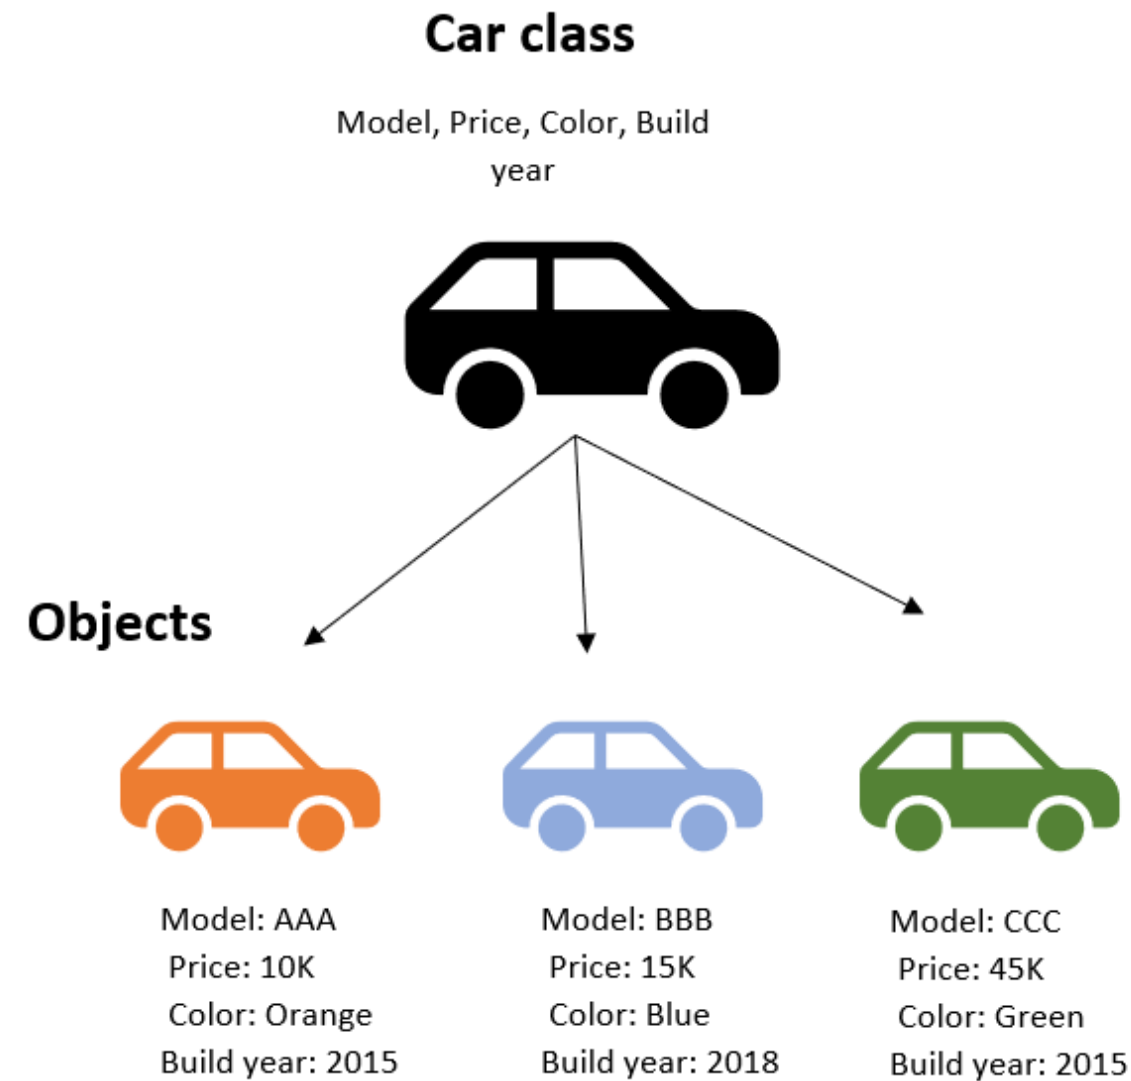 Car class
Model, Price, Color, Build
year
Objects
Model: AAA
Price: 10K
Color: Orange
Build year: 2015
Model: BBB
Price: 15K
Color: Blue
Build year: 2018
Model: CCC
Price: 45K
Color: Green
Build year: 2015